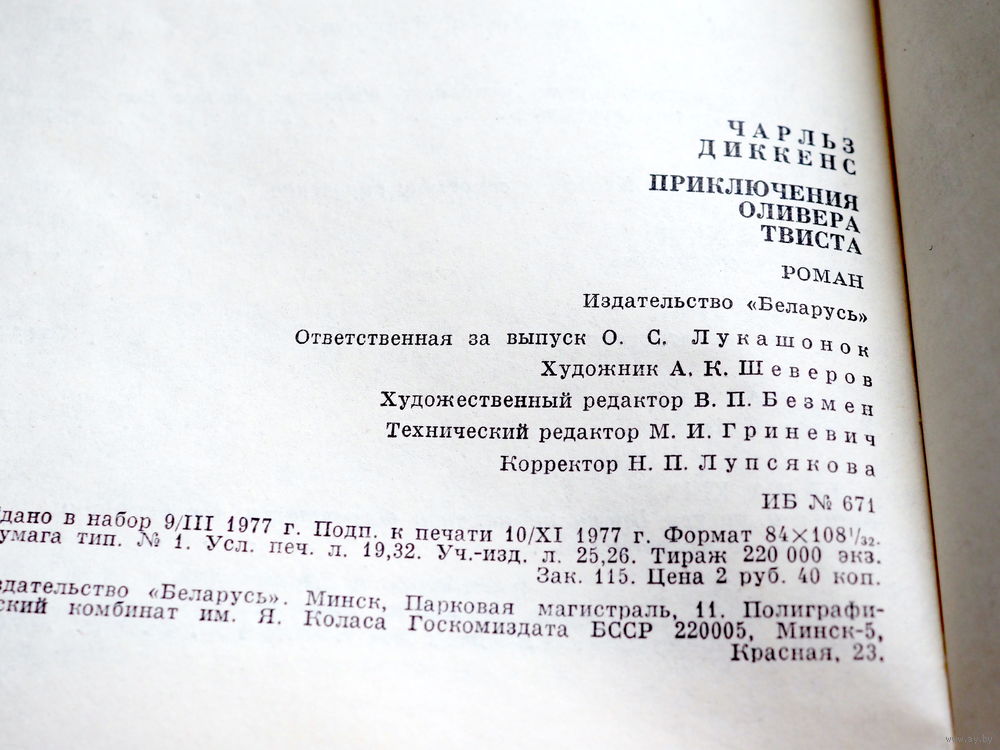 ЧАРЛЬЗ
ДИККЕНС
ПРИКЛЮЧЕНИЯ
ОЛИВЕРА
ТВИСТА
РОМАН
Издательство «Беларусь»
Ответственная за выпуск О. С. Лукашонок
Художник А. К. Шеверов
Художественный редактор В. П. Безмен
Технический редактор М. И. Гриневич
Корректор Н. П. Лупсякова
ИБ № 671
дано в набор 9/III 1977 г. Подп. к печати 10/XI 1977 г. Формат 84×108¹/₃₂.
умага тип. № 1. Усл. печ. л. 19,32. Уч.-изд. л. 25,26. Тираж 220 000 экз.
Зак. 115. Цена 2 руб. 40 коп.
здательство «Беларусь». Минск, Парковая магистраль, 11. Полиграфи-
ский комбинат им. Я. Коласа Госкомиздата БССР 220005, Минск-5,
Красная, 23.
www.ay.by